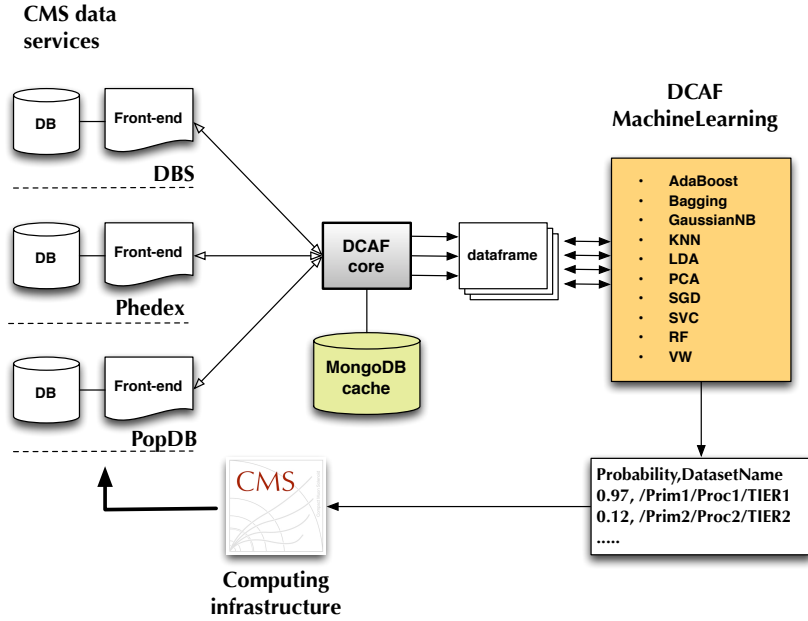 CMS data
services
DB
Front-end
DBS
DB
Front-end
Phedex
DB
Front-end
PopDB
DCAF
core
MongoDB
cache
dataframe
DCAF
MachineLearning
• AdaBoost
• Bagging
• GaussianNB
• KNN
• LDA
• PCA
• SGD
• SVC
• RF
• VW
Probability,DatasetName
0.97, /Prim1/Proc1/TIER1
0.12, /Prim2/Proc2/TIER2
.....
CMS
Computing
infrastructure